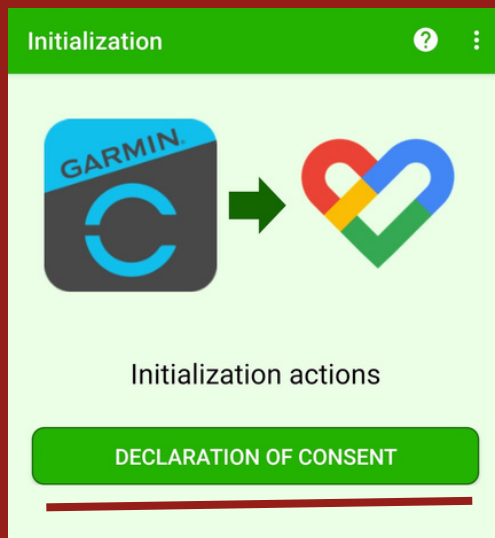 Initialization
GARMIN.
Initialization actions
DECLARATION OF CONSENT